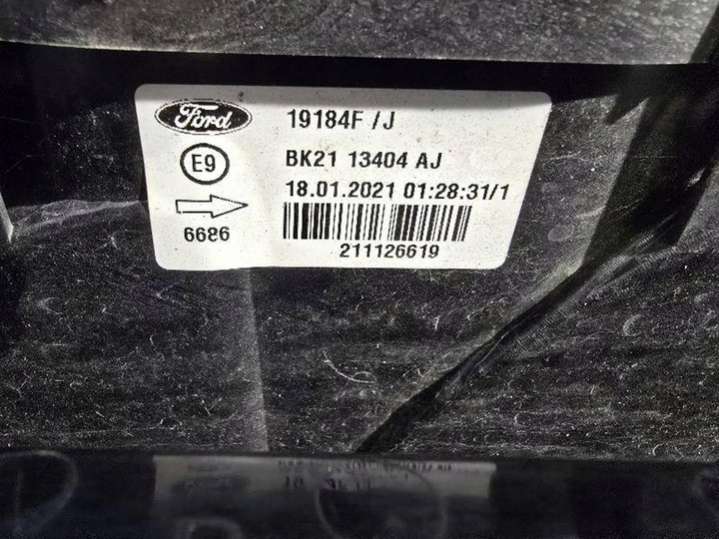 Ford
19184F /J
E9
BK21 13404 AJ
18.01.2021 01:28:31/1
6686
211126619